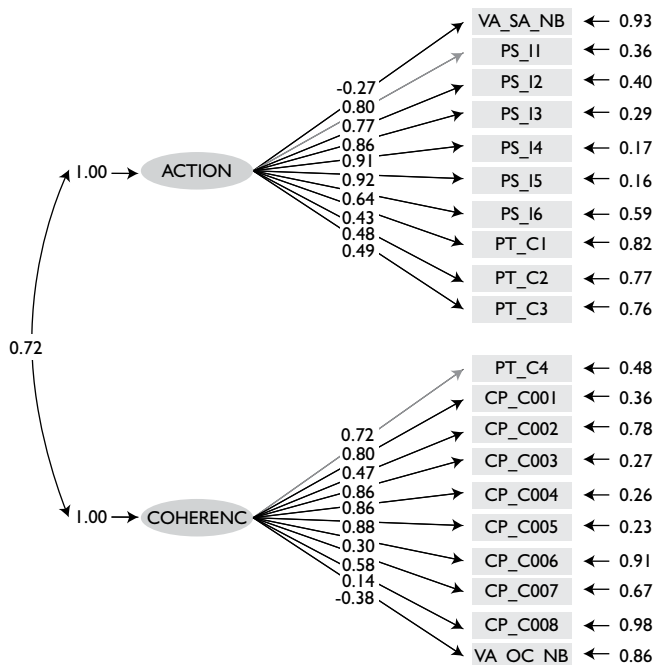 VA_SA_NB 0.93
PS_I1 0.36
-0.27 PS_I2 0.40
0.80
0.77 PS_I3 0.29
0.86
0.91 PS_I4 0.17
1.00 ACTION
0.92 PS_I5 0.16
0.64 PS_I6 0.59
0.43
0.48 PT_C1 0.82
0.49
PT_C2 0.77
PT_C3 0.76
0.72
PT_C4 0.48
CP_C001 0.36
0.72 CP_C002 0.78
0.80
0.47 CP_C003 0.27
0.86
0.86 CP_C004 0.26
1.00 COHERENC
0.88 CP_C005 0.23
0.30 CP_C006 0.91
0.58
0.14 CP_C007 0.67
-0.38
CP_C008 0.98
VA_OC_NB 0.86